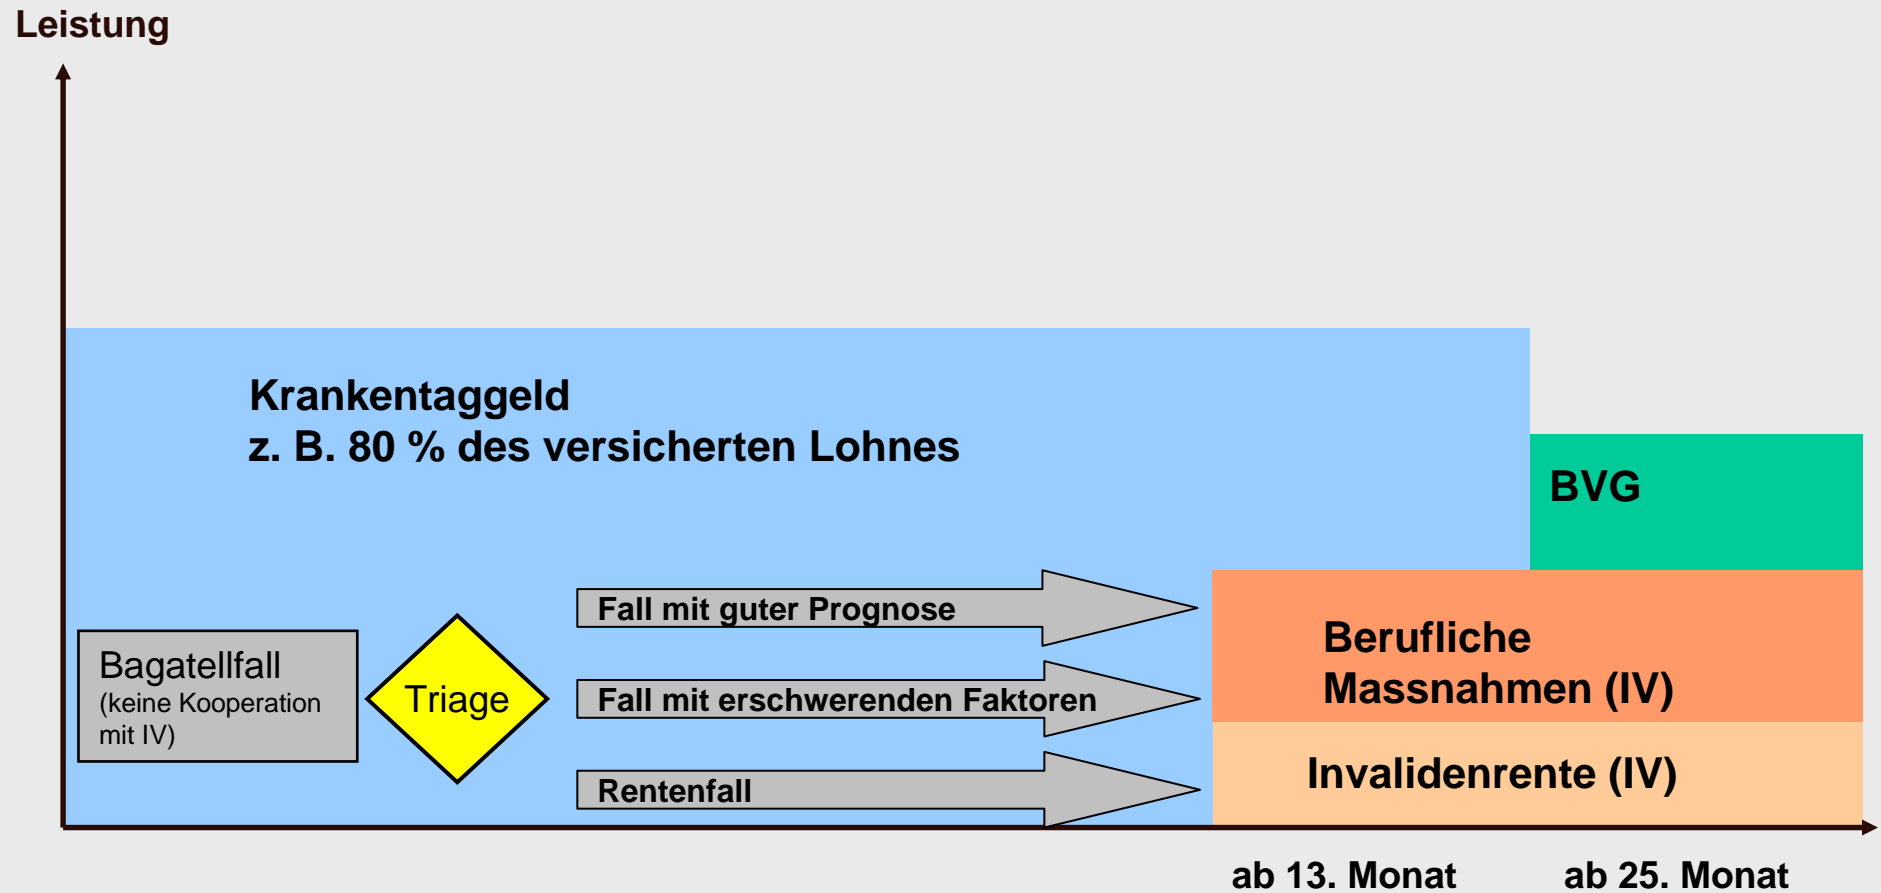 Leistung
Krankentaggeld
z. B. 80 % des versicherten Lohnes
BVG
Fall mit guter Prognose
Bagatellfall
(keine Kooperation
mit IV)
Triage
Fall mit erschwerenden Faktoren
Berufliche
Massnahmen (IV)
Rentenfall
Invalidenrente (IV)
ab 13. Monat
ab 25. Monat